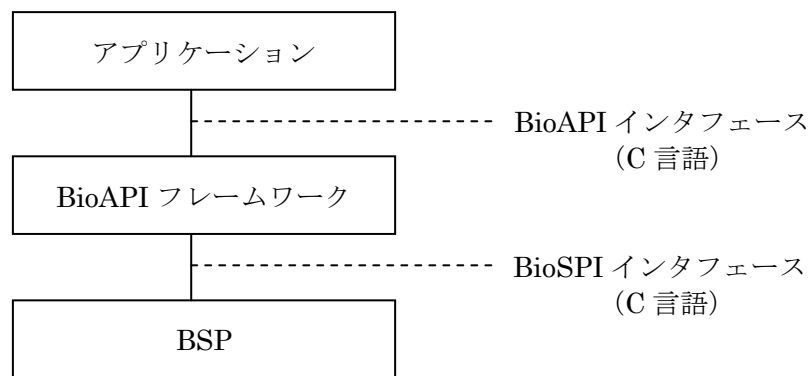 アプリケーション
BioAPI インタフェース
（C 言語）
BioAPI フレームワーク
BioSPI インタフェース
（C 言語）
BSP